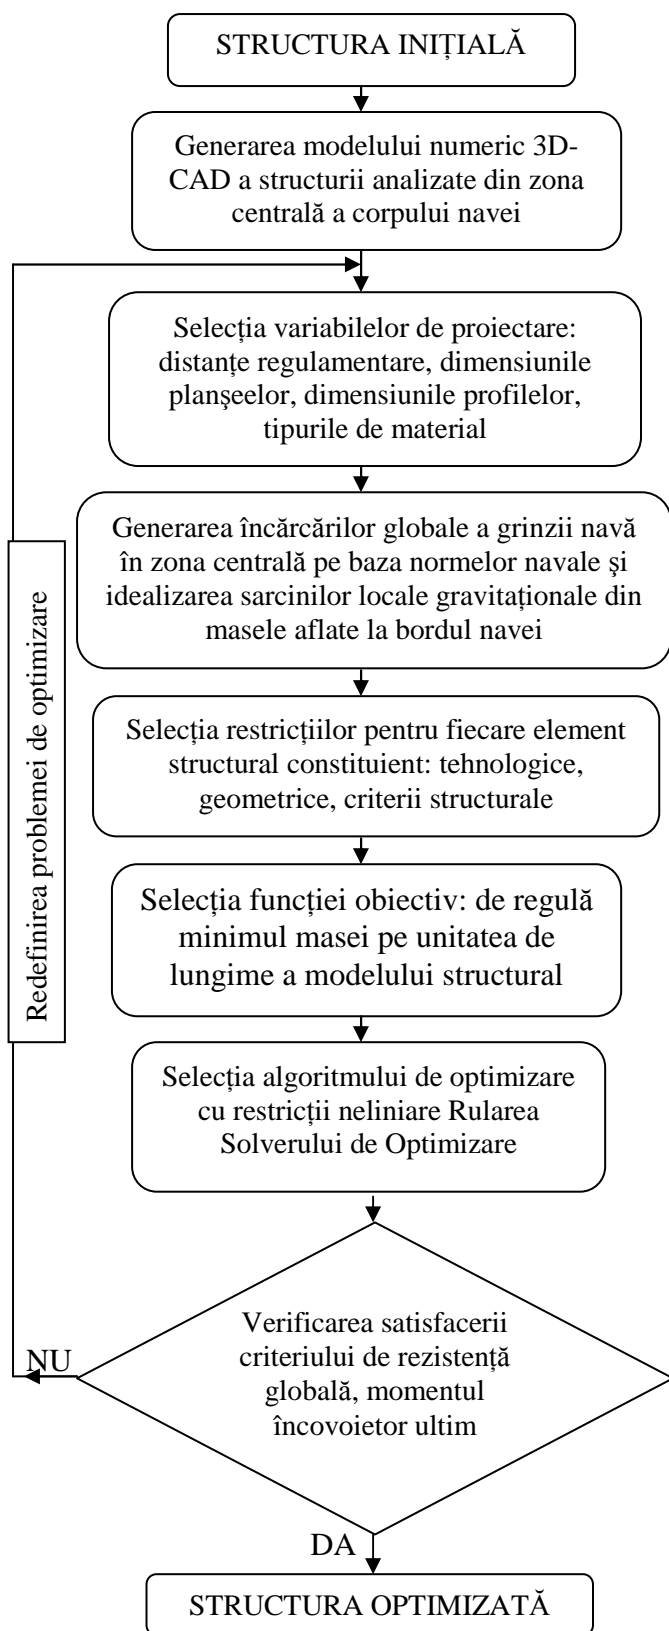 STRUCTURA INIȚIALĂ
Generarea modelului numeric 3D-
CAD a structurii analizate din zona
centrală a corpului navei
Selecția variabilelor de proiectare:
distanțe regulamentare, dimensiunile
planşeelor, dimensiunile profilelor,
tipurile de material
Generarea încărcărilor globale a grinzii navă
în zona centrală pe baza normelor navale şi
idealizarea sarcinilor locale gravitaționale din
masele aflate la bordul navei
Redefinirea problemei de optimizare
Selecția restricțiilor pentru fiecare element
structural constituient: tehnologice,
geometrice, criterii structurale
Selecția funcției obiectiv: de regulă
minimul masei pe unitatea de
lungime a modelului structural
Selecția algoritmului de optimizare
cu restricții neliniare Rularea
Solverului de Optimizare
Verificarea satisfacerii
criteriului de rezistență
globală, momentul
încovoietor ultim
NU
DA
STRUCTURA OPTIMIZATĂ